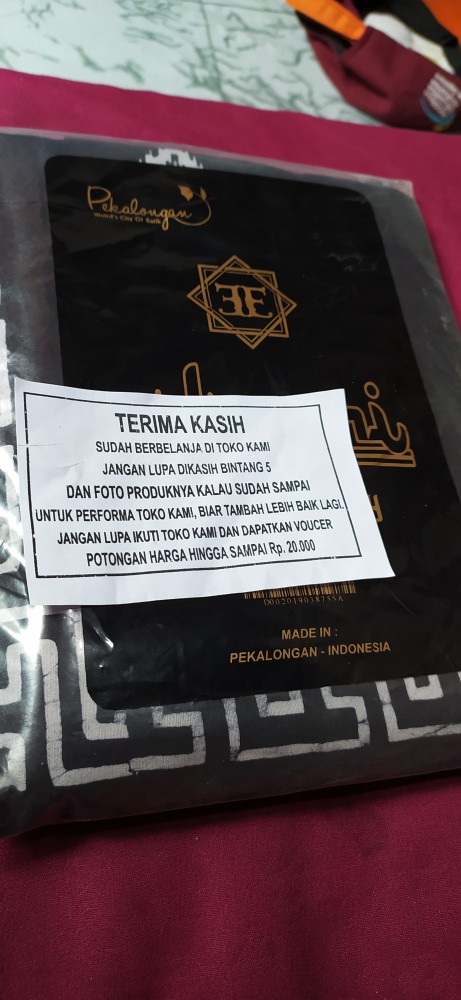 Pekalongan
World's City Of Batik
TERIMA KASIH
SUDAH BERBELANJA DI TOKO KAMI
JANGAN LUPA DIKASIH BINTANG 5
DAN FOTO PRODUKNYA KALAU SUDAH SAMPAI
UNTUK PERFORMA TOKO KAMI, BIAR TAMBAH LEBIH BAIK LAGI.
JANGAN LUPA IKUTI TOKO KAMI DAN DAPATKAN VOUCER
POTONGAN HARGA HINGGA SAMPAI Rp. 20.000
D002019038755A
MADE IN :
PEKALONGAN - INDONESIA